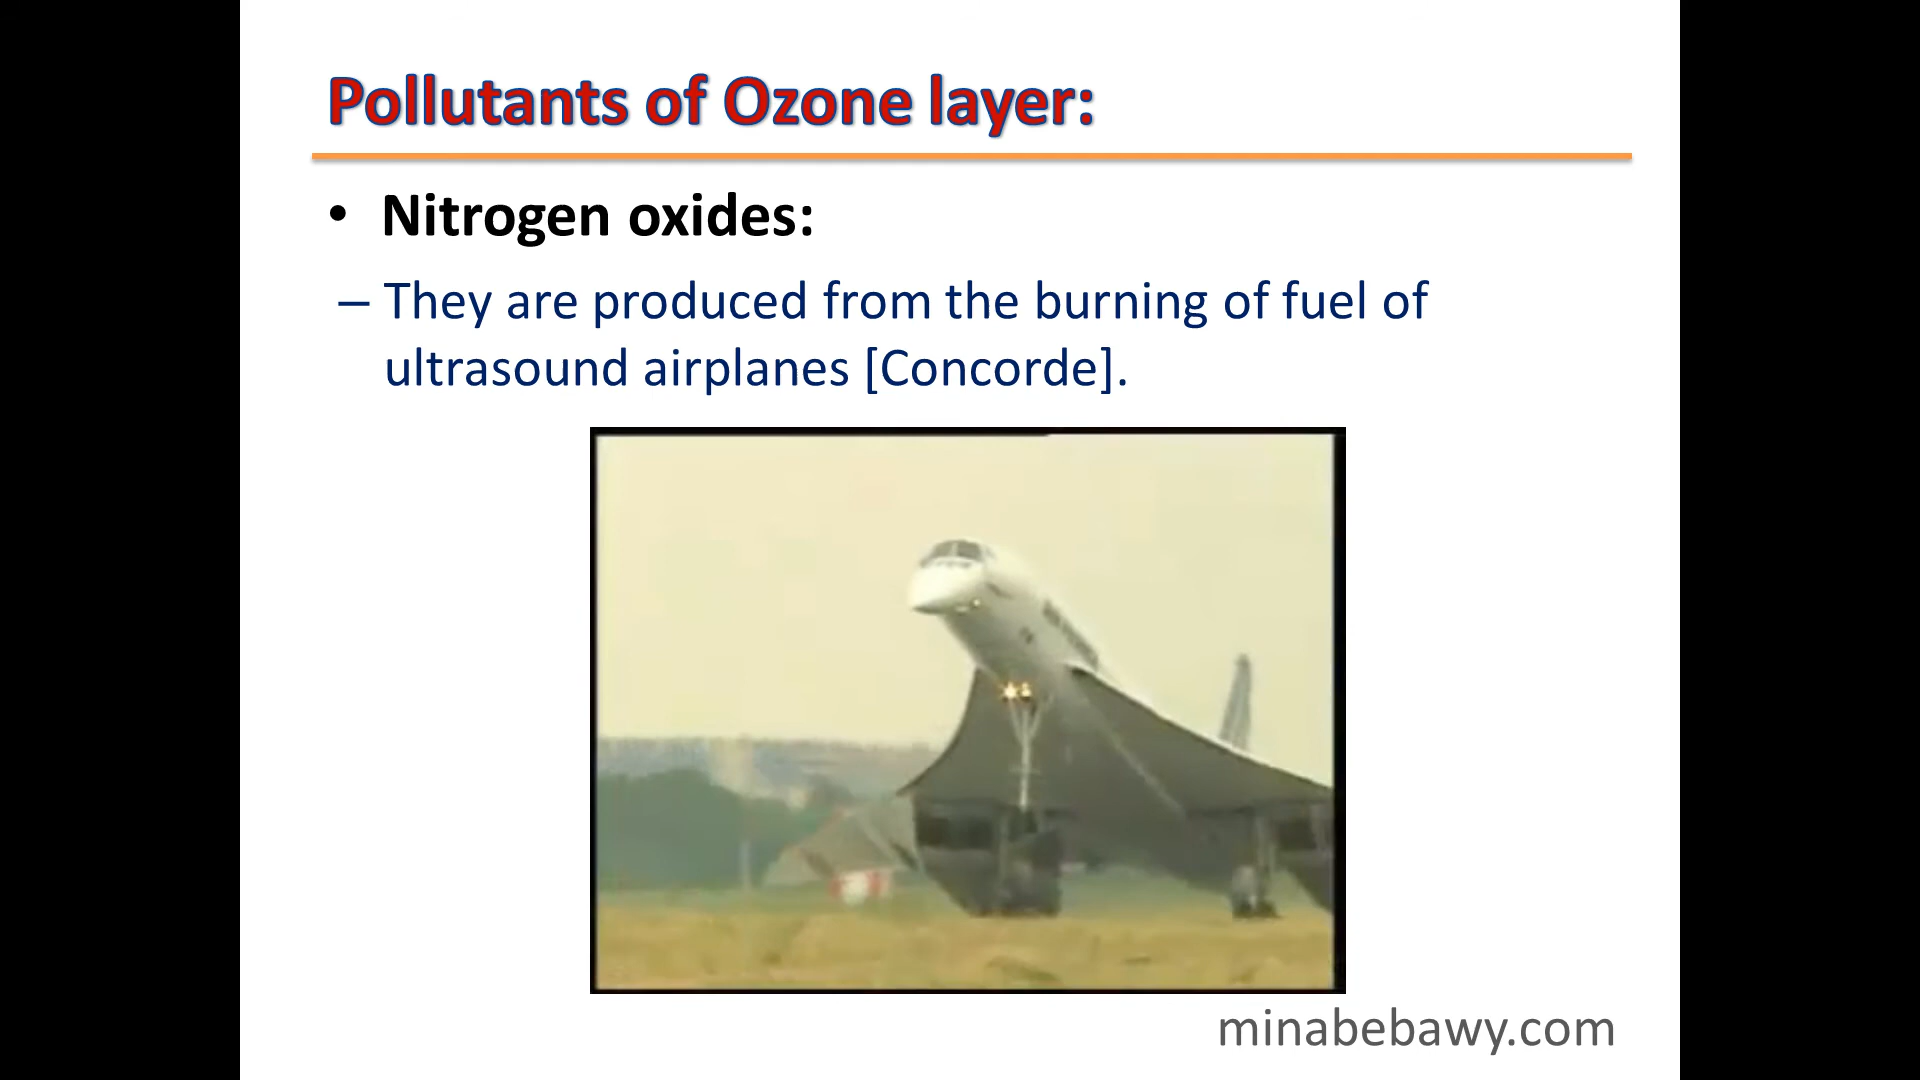 Pollutants of Ozone layer:
• Nitrogen oxides:
– They are produced from the burning of fuel of
ultrasound airplanes [Concorde].
minabebawy.com